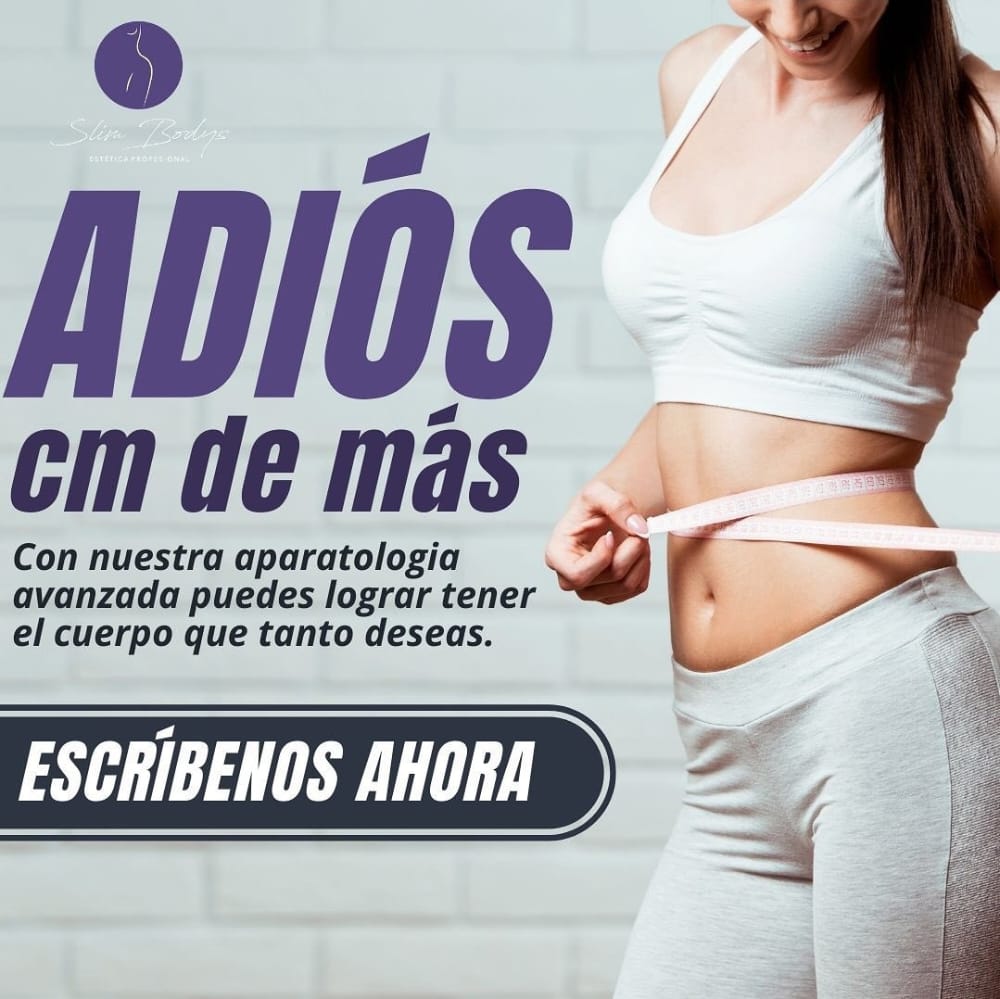 Slim Bodys
ESTÉTICA PROFESIONAL
ADIÓS
cm de más
Con nuestra aparatologia
avanzada puedes lograr tener
el cuerpo que tanto deseas.
ESCRÍBENOS AHORA